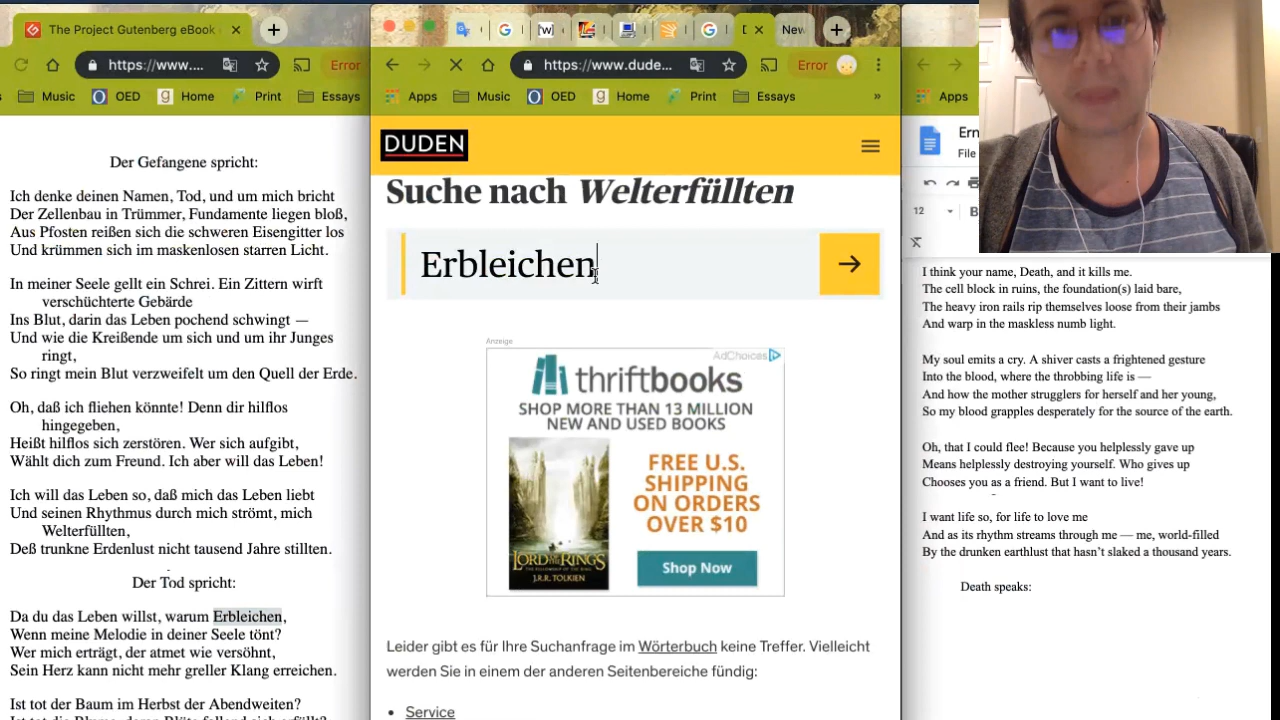 The Project Gutenberg eBook
https://www....
Error
Music
OED
Home
Print
Essays
Der Gefangene spricht:
Ich denke deinen Namen, Tod, und um mich bricht
Der Zellenbau in Trümmer, Fundamente liegen bloß,
Aus Pfosten reißen sich die schweren Eisengitter los
Und krümmen sich im maskenlosen starren Licht.
In meiner Seele gellt ein Schrei. Ein Zittern wirft
verschüchterte Gebärde
Ins Blut, darin das Leben pochend schwingt —
Und wie die Kreißende um sich und um ihr Junges
ringt,
So ringt mein Blut verzweifelt um den Quell der Erde.
Oh, daß ich fliehen könnte! Denn dir hilflos
hingegeben,
Heißt hilflos sich zerstören. Wer sich aufgibt,
Wählt dich zum Freund. Ich aber will das Leben!
Ich will das Leben so, daß mich das Leben liebt
Und seinen Rhythmus durch mich strömt, mich
Welterfüllten,
Deß trunkne Erdenlust nicht tausend Jahre stillten.
Der Tod spricht:
Da du das Leben willst, warum Erbleichen,
Wenn meine Melodie in deiner Seele tönt?
Wer mich erträgt, der atmet wie versöhnt,
Sein Herz kann nicht mehr greller Klang erreichen.
Ist tot der Baum im Herbst der Abendweiten?
New
https://www.dude...
Error
Apps
Music
OED
Home
Print
Essays
»
DUDEN
Suche nach Welterfüllten
Erbleichen
Anzeige
AdChoices
thriftbooks
SHOP MORE THAN 13 MILLION
NEW AND USED BOOKS
FREE U.S.
SHIPPING
ON ORDERS
OVER $10
LORD OF THE RINGS
J.R.R. TOLKIEN
Shop Now
Leider gibt es für Ihre Suchanfrage im Wörterbuch keine Treffer. Vielleicht
werden Sie in einem der anderen Seitenbereiche fündig:
• Service
Apps
Ern
File
12
B
I think your name, Death, and it kills me.
The cell block in ruins, the foundation(s) laid bare,
The heavy iron rails rip themselves loose from their jambs
And warp in the maskless numb light.
My soul emits a cry. A shiver casts a frightened gesture
Into the blood, where the throbbing life is —
And how the mother strugglers for herself and her young,
So my blood grapples desperately for the source of the earth.
Oh, that I could flee! Because you helplessly gave up
Means helplessly destroying yourself. Who gives up
Chooses you as a friend. But I want to live!
I want life so, for life to love me
And as its rhythm streams through me — me, world-filled
By the drunken earthlust that hasn't slaked a thousand years.
Death speaks: